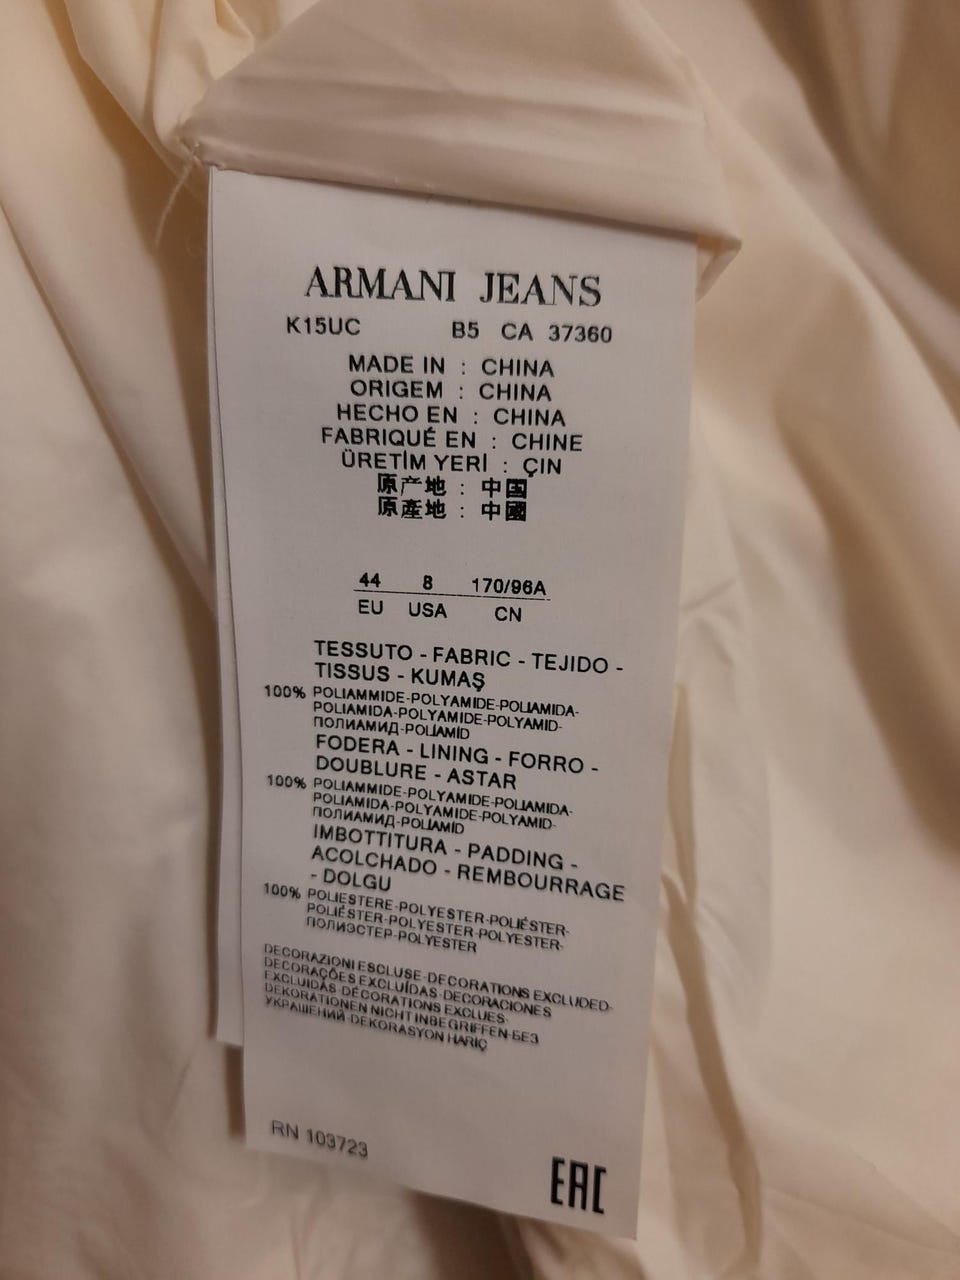 ARMANI JEANS
K15UC B5 CA 37360
MADE IN : CHINA
ORIGEM : CHINA
HECHO EN : CHINA
FABRIQUÉ EN : CHINE
ÜRETİM YERİ : ÇIN
原产地 : 中国
原產地 : 中國
44 8 170/96A
EU USA CN
TESSUTO - FABRIC - TEJIDO -
TISSUS - KUMAŞ
100% POLIAMMIDE-POLYAMIDE-POLIAMIDA-
POLIAMIDA-POLYAMIDE-POLYAMID-
ПОЛИАМИД-POLIAMİD
FODERA - LINING - FORRO -
DOUBLURE - ASTAR
100% POLIAMMIDE-POLYAMIDE-POLIAMIDA-
POLIAMIDA-POLYAMIDE-POLYAMID-
ПОЛИАМИД-POLIAMİD
IMBOTTITURA - PADDING -
ACOLCHADO - REMBOURRAGE
- DOLGU
100% POLIESTERE-POLYESTER-POLIÉSTER-
POLIÉSTER-POLYESTER-POLYESTER-
ПОЛИЭСТЕР-POLYESTER
DECORAZIONI ESCLUSE-DECORATIONS EXCLUDED-
DECORAÇÕES EXCLUÍDAS-DECORACIONES
EXCLUIDAS-DÉCORATIONS EXCLUES-
DEKORATIONEN NICHT INBEGRIFFEN-БЕЗ
УКРАШЕНИЙ-DEKORASYON HARİÇ
RN 103723
EAC